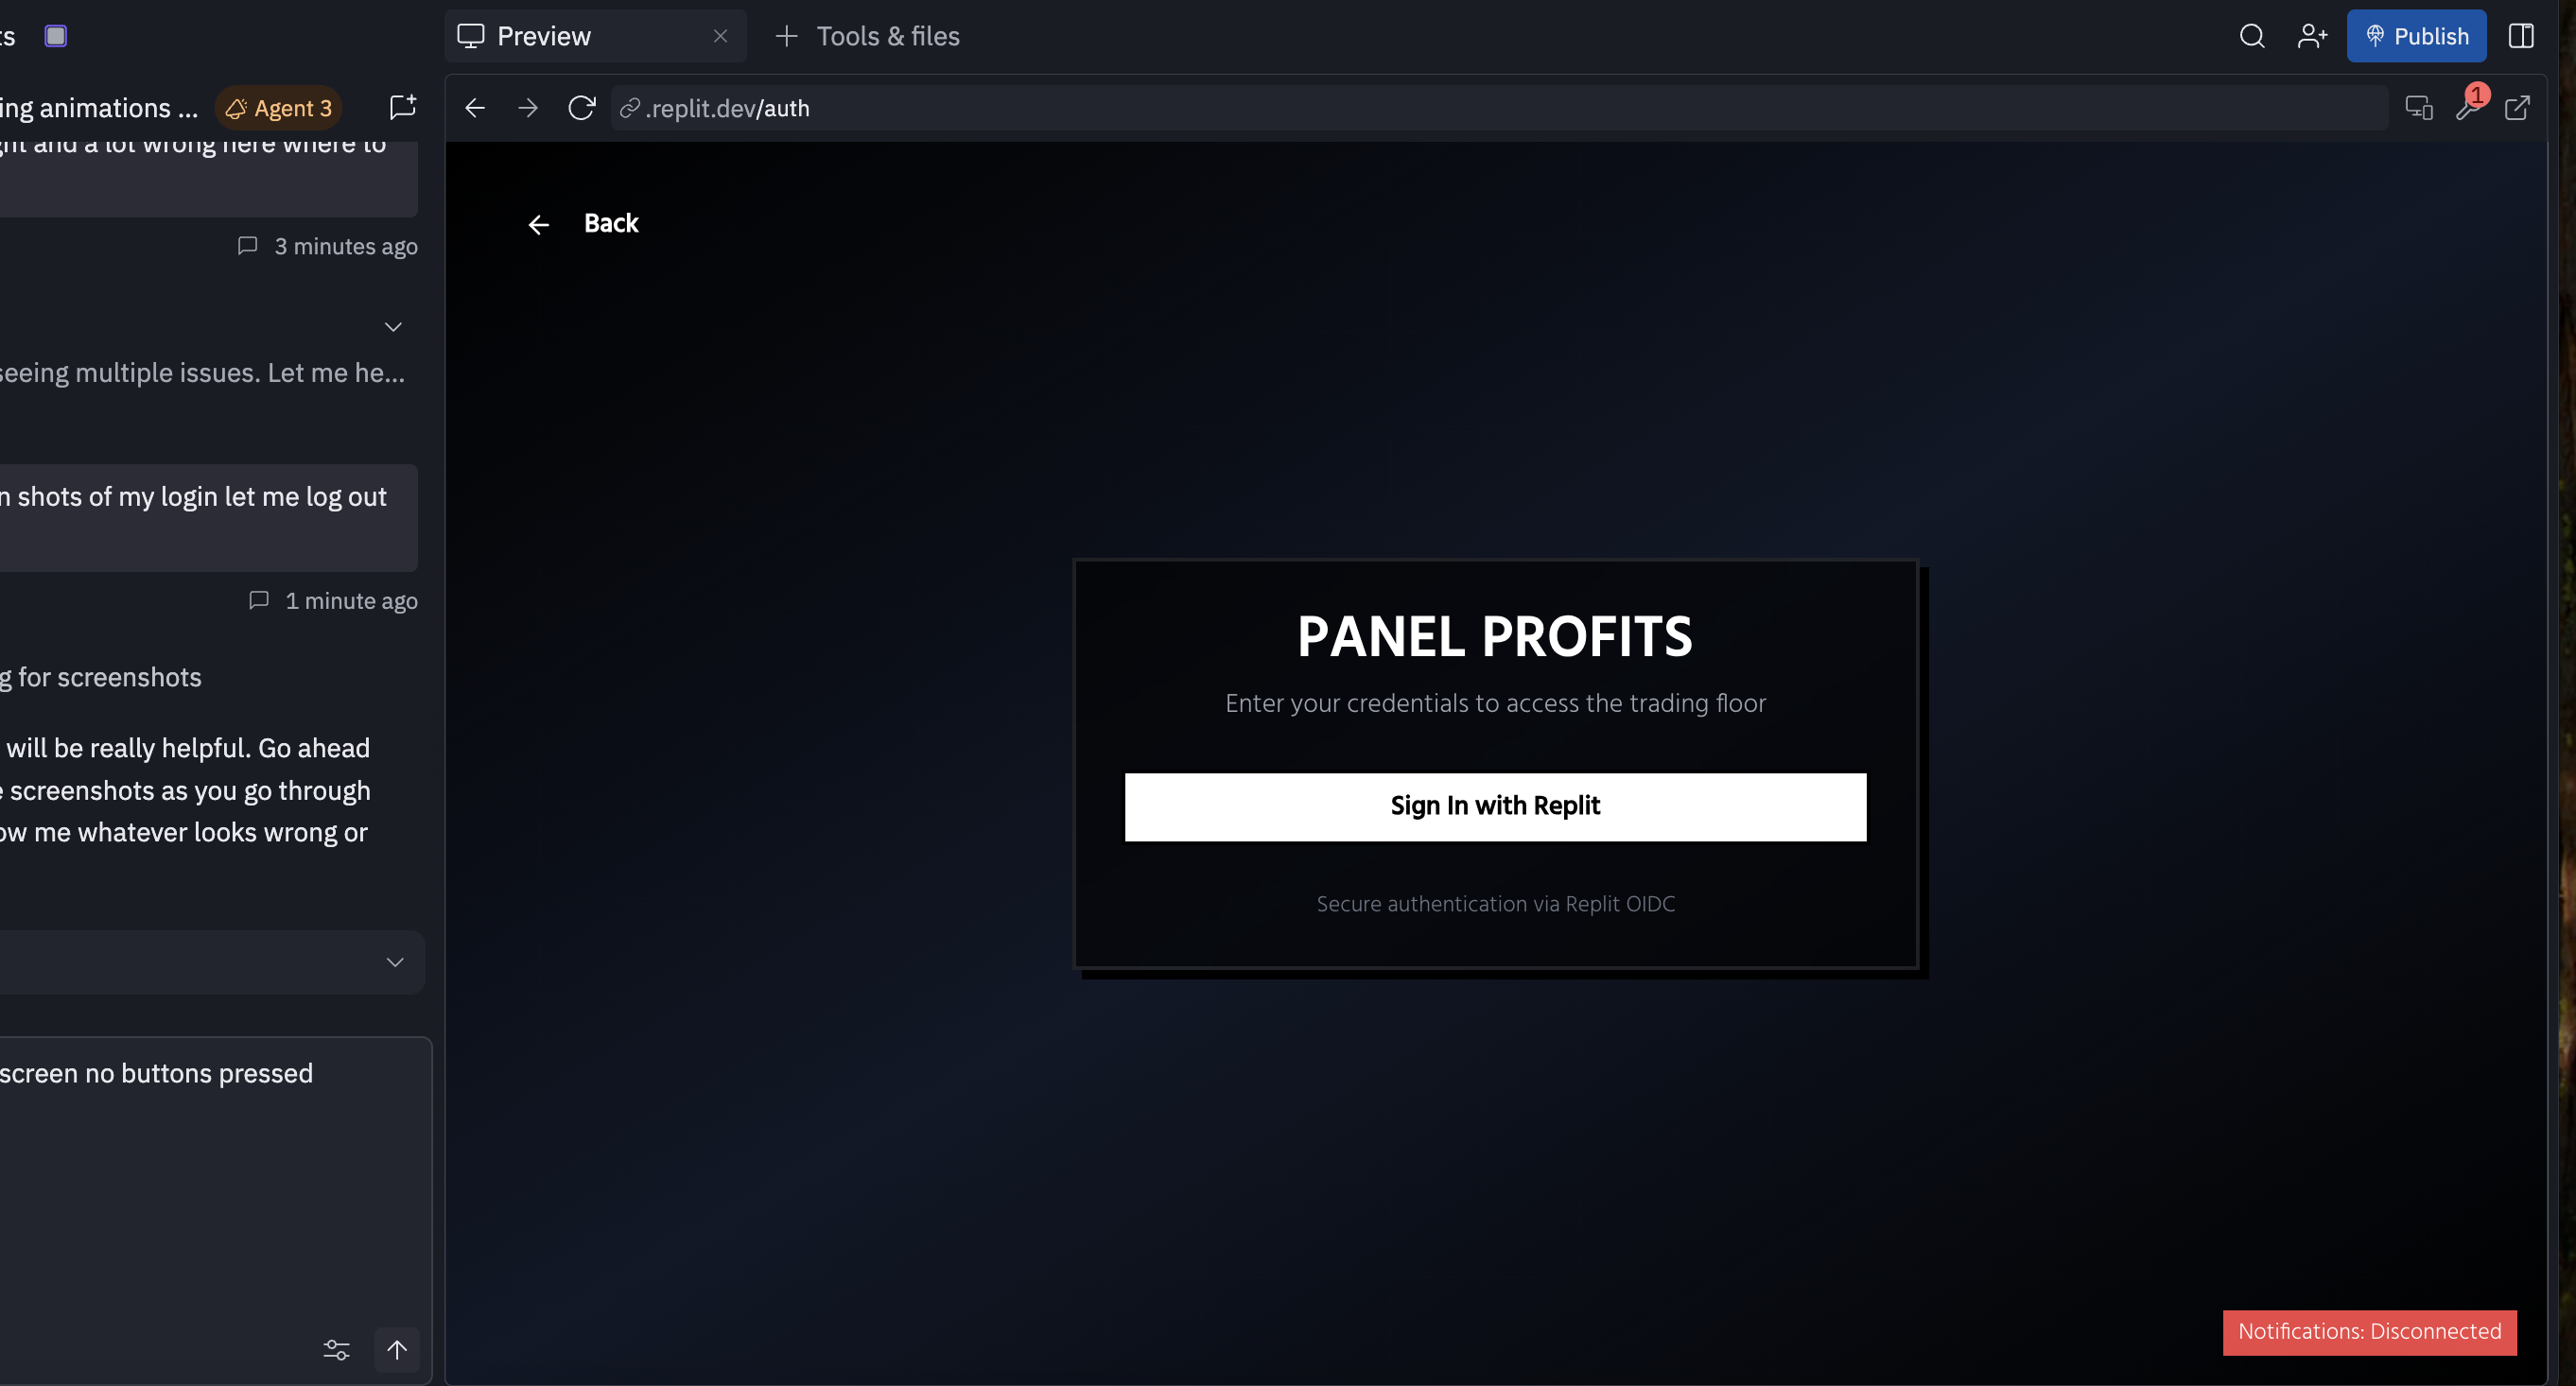 ts
Preview
Tools & files
Publish
ing animations ...
Agent 3
.replit.dev/auth
1
ght and a lot wrong here where to
3 minutes ago
seeing multiple issues. Let me he...
n shots of my login let me log out
1 minute ago
g for screenshots
will be really helpful. Go ahead
e screenshots as you go through
ow me whatever looks wrong or
screen no buttons pressed
Back
PANEL PROFITS
Enter your credentials to access the trading floor
Sign In with Replit
Secure authentication via Replit OIDC
Notifications: Disconnected